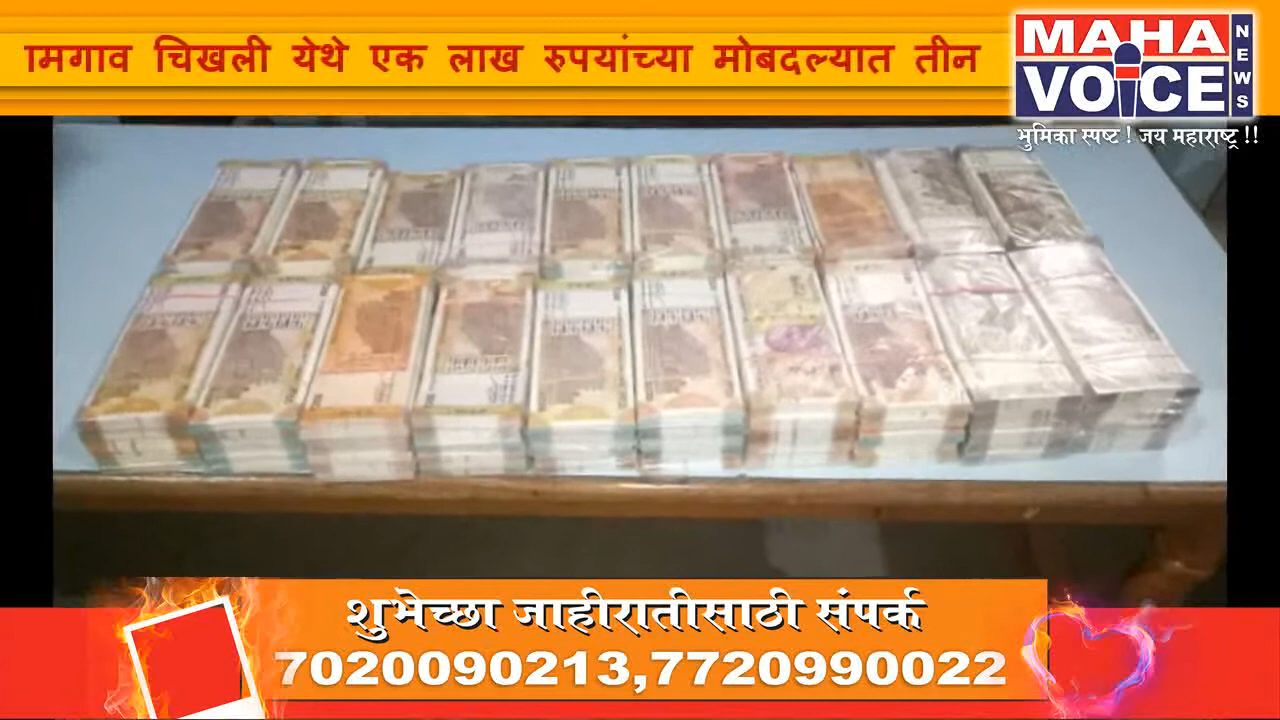 ामगाव चिखली येथे एक लाख रुपयांच्या मोबदल्यात तीन
MAHA
VOICE
NEWS
भुमिका स्पष्ट ! जय महाराष्ट्र !!
शुभेच्छा जाहीरातीसाठी संपर्क
7020090213,7720990022